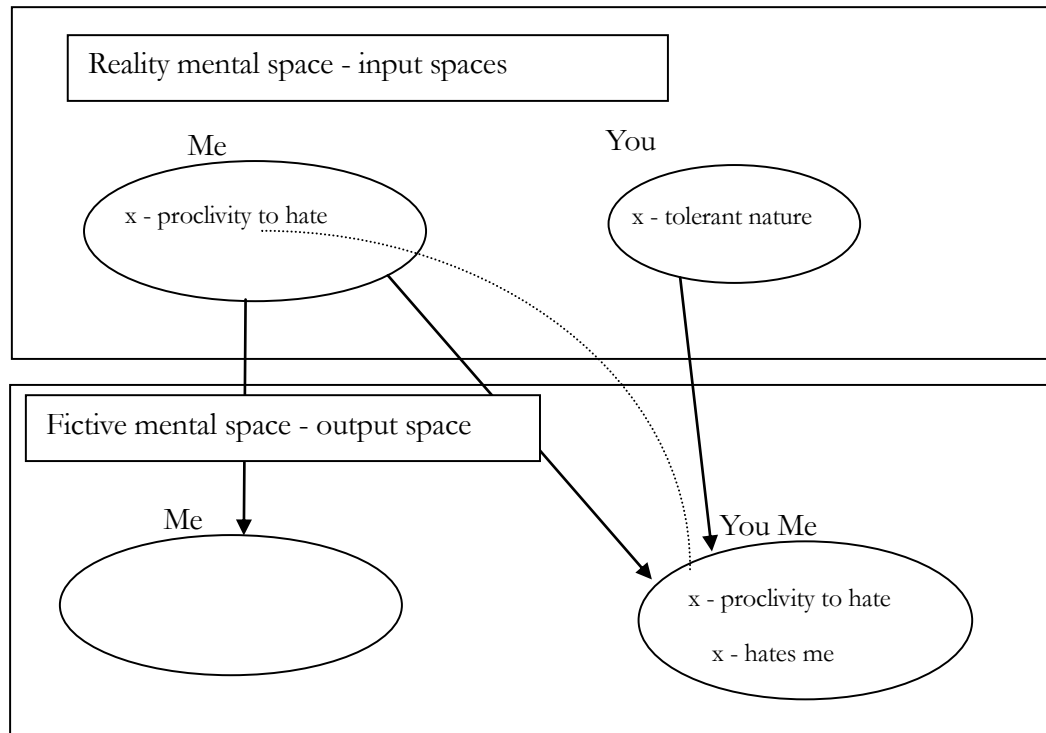 Reality mental space - input spaces
Me
You
x - proclivity to hate
x - tolerant nature
Fictive mental space - output space
Me
You Me
x - proclivity to hate
x - hates me